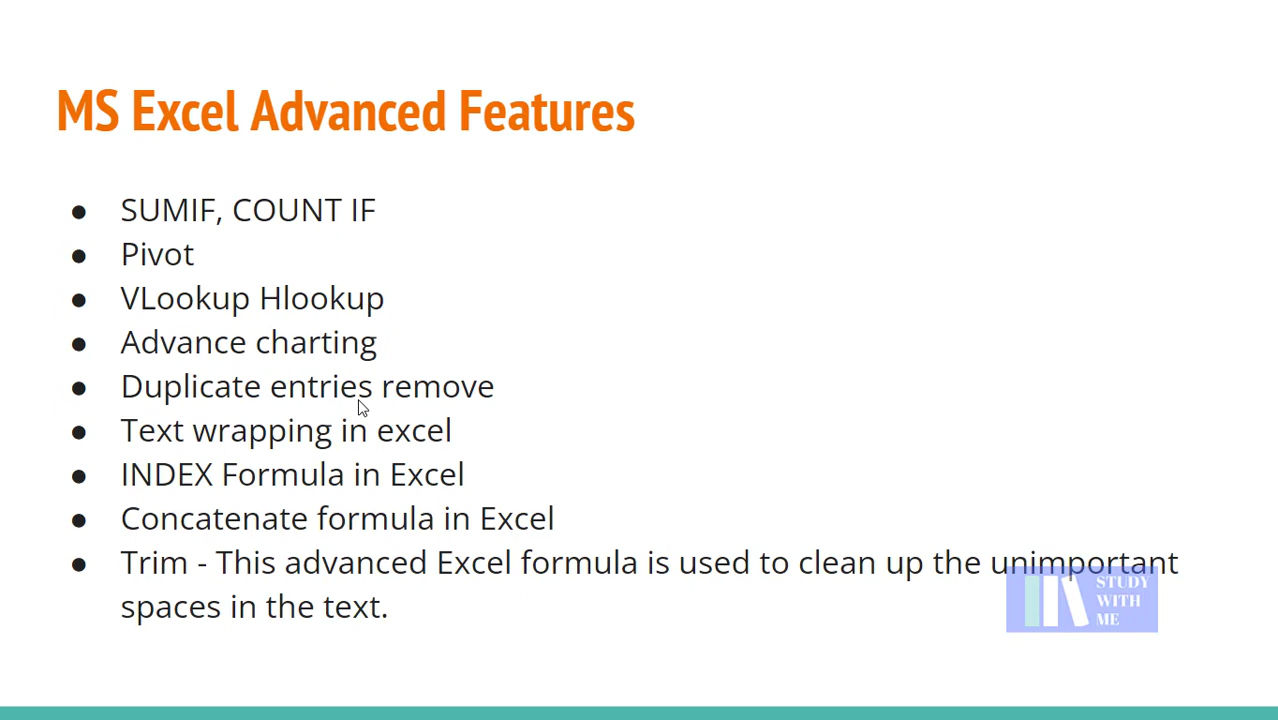 MS Excel Advanced Features
● SUMIF, COUNT IF
● Pivot
● VLookup Hlookup
● Advance charting
● Duplicate entries remove
● Text wrapping in excel
● INDEX Formula in Excel
● Concatenate formula in Excel
● Trim - This advanced Excel formula is used to clean up the unimportant
spaces in the text.
STUDY
WITH
ME